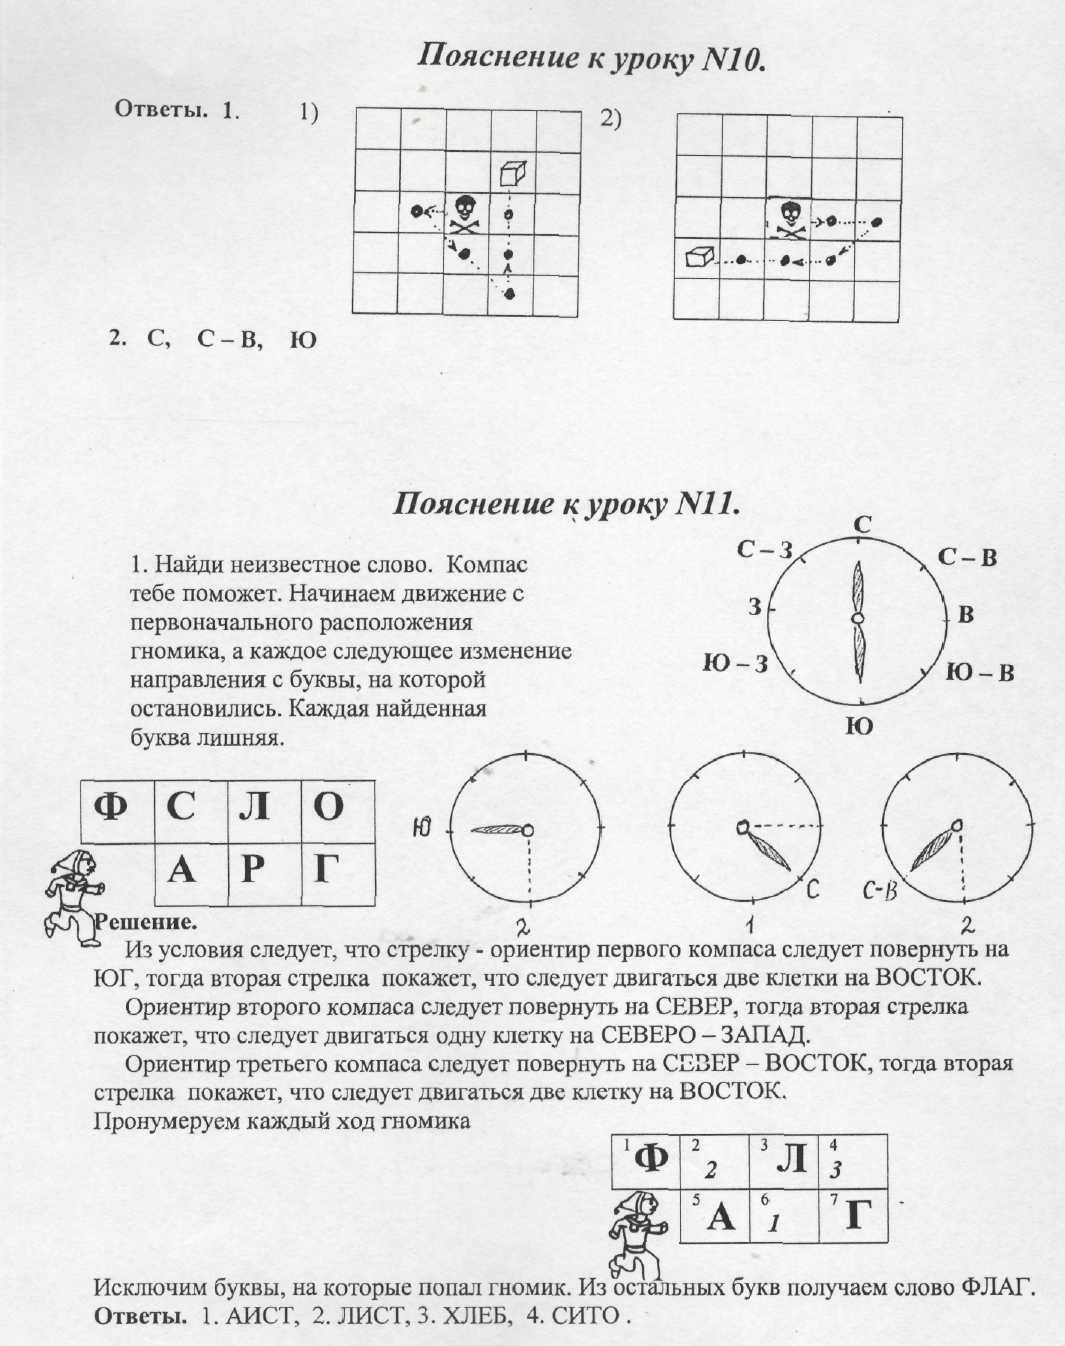 Пояснение к уроку N10.
Ответы. 1. 1) 2)
2. С, С – В, Ю
Пояснение к уроку N11.
1. Найди неизвестное слово. Компас
тебе поможет. Начинаем движение с
первоначального расположения
гномика, а каждое следующее изменение
направления с буквы, на которой
остановились. Каждая найденная
буква лишняя.
С
С – З С – В
З В
Ю – З Ю – В
Ю
Ф С Л О
А Р Г
Ю
С
С-В
2 1 2
Решение.
Из условия следует, что стрелку - ориентир первого компаса следует повернуть на
ЮГ, тогда вторая стрелка покажет, что следует двигаться две клетки на ВОСТОК.
Ориентир второго компаса следует повернуть на СЕВЕР, тогда вторая стрелка
покажет, что следует двигаться одну клетку на СЕВЕРО – ЗАПАД.
Ориентир третьего компаса следует повернуть на СЕВЕР – ВОСТОК, тогда вторая
стрелка покажет, что следует двигаться две клетку на ВОСТОК.
Пронумеруем каждый ход гномика
1 Ф 2 2 3 Л 4 3
5 А 6 1 7 Г
Исключим буквы, на которые попал гномик. Из остальных букв получаем слово ФЛАГ.
Ответы. 1. АИСТ, 2. ЛИСТ, 3. ХЛЕБ, 4. СИТО .